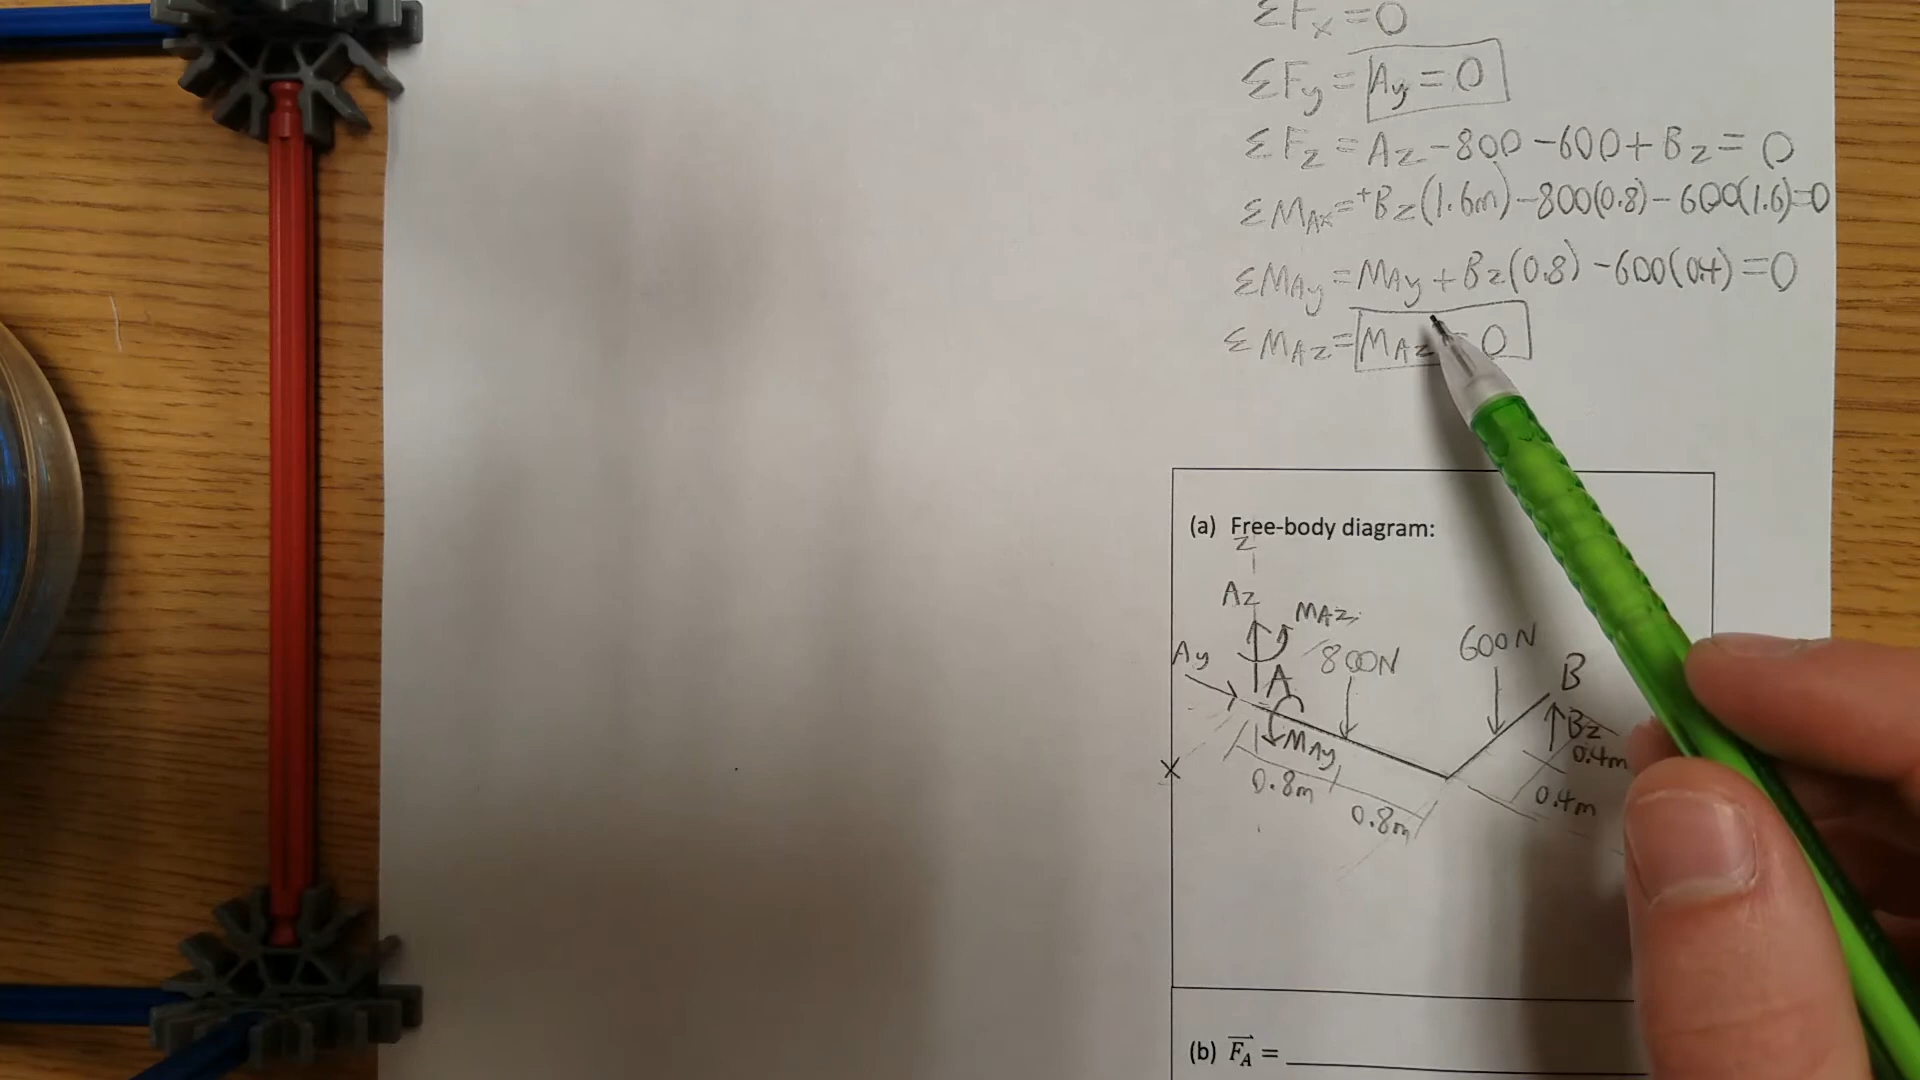 ΣFx=0
ΣFy=Ay=0
ΣFz=Az-800-600+Bz=0
ΣMAx=+Bz(1.6m)-800(0.8)-600(1.6)=0
ΣMAy=MAy+Bz(0.8)-600(0.4)=0
ΣMAz=MAz=0
(a) Free-body diagram:
z
Az
MAz
Ay
A
800N
600N
B
Bz
MAy
0.4m
x
0.8m
0.4m
0.8m
(b) FA =